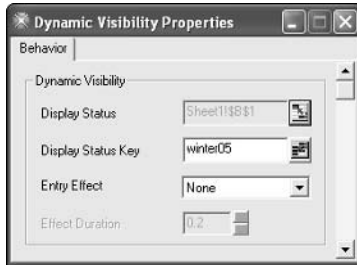 Dynamic Visibility Properties
Behavior
Dynamic Visibility
Display Status Sheet1!$B$1
Display Status Key winter05
Entry Effect None
Effect Duration: 0.2